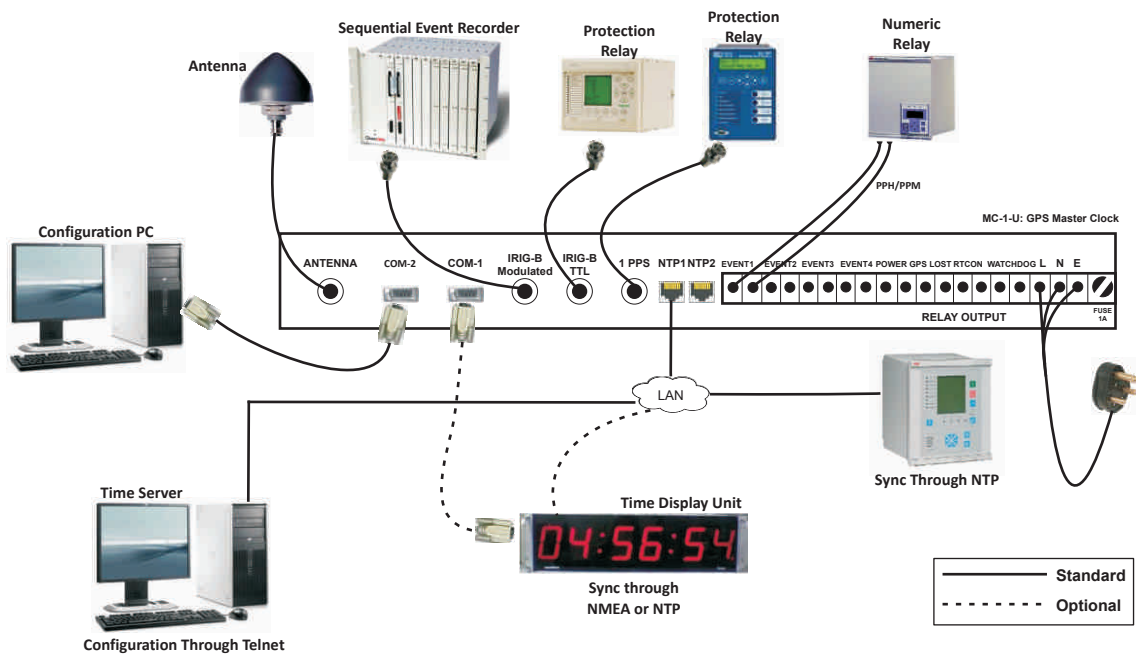 Sequential Event Recorder
Protection
Relay
Protection
Relay
Numeric
Relay
Antenna
PPH/PPM
MC-1-U: GPS Master Clock
Configuration PC
ANTENNA
COM-2
COM-1
IRIG-B
Modulated
IRIG-B
TTL
1 PPS
NTP1
NTP2
EVENT1
EVENT2
EVENT3
EVENT4
POWER
GPS
LOST
RTCON
WATCHDOG
L
N
E
RELAY OUTPUT
FUSE
1A
LAN
Sync Through NTP
Time Server
Time Display Unit
04:56:54
Sync through
NMEA or NTP
Standard
Optional
Configuration Through Telnet